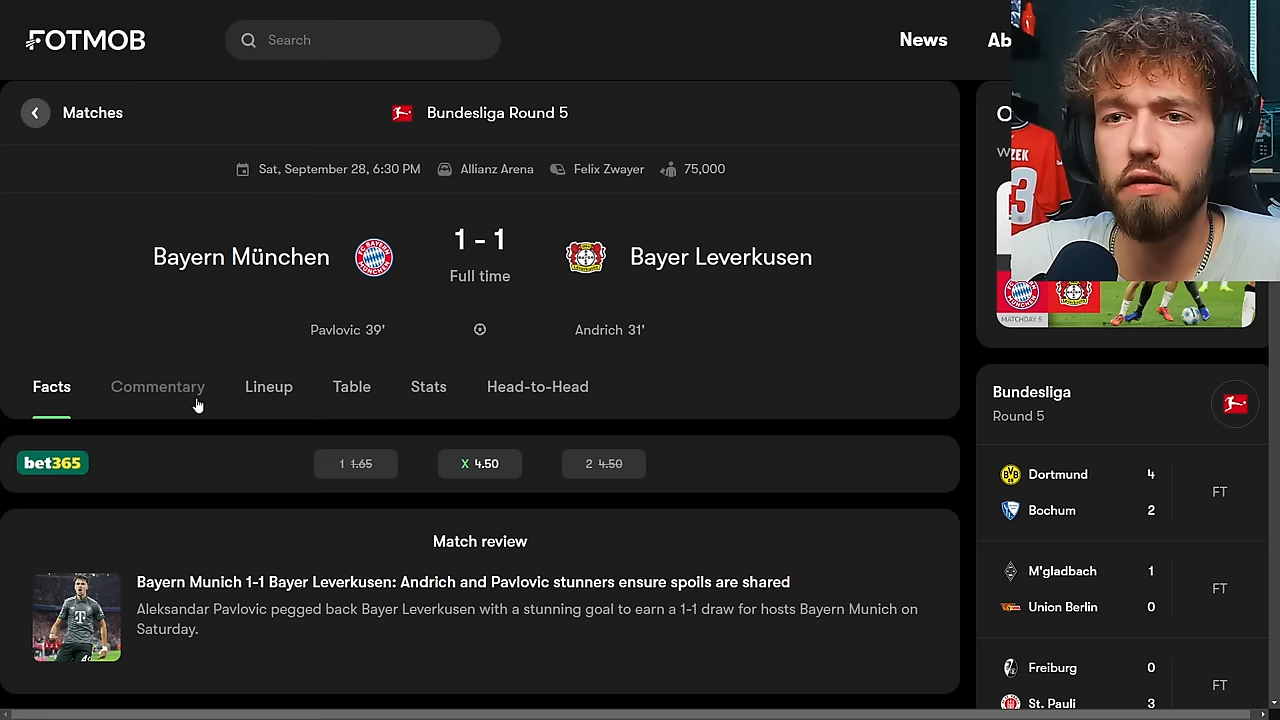 FOTMOB
Search
News
Ab
Matches
Bundesliga Round 5
Sat, September 28, 6:30 PM
Allianz Arena
Felix Zwayer
75,000
Bayern München
1 - 1
Full time
Bayer Leverkusen
Pavlovic 39'
Andrich 31'
Facts
Commentary
Lineup
Table
Stats
Head-to-Head
bet365
1 1.65
X 4.50
2 4.50
Match review
Bayern Munich 1-1 Bayer Leverkusen: Andrich and Pavlovic stunners ensure spoils are shared
Aleksandar Pavlovic pegged back Bayer Leverkusen with a stunning goal to earn a 1-1 draw for hosts Bayern Munich on
Saturday.
ZEK
MATCHDAY 5
Bundesliga
Round 5
Dortmund 4
Bochum 2
FT
M'gladbach 1
Union Berlin 0
FT
Freiburg 0
St. Pauli 3
FT